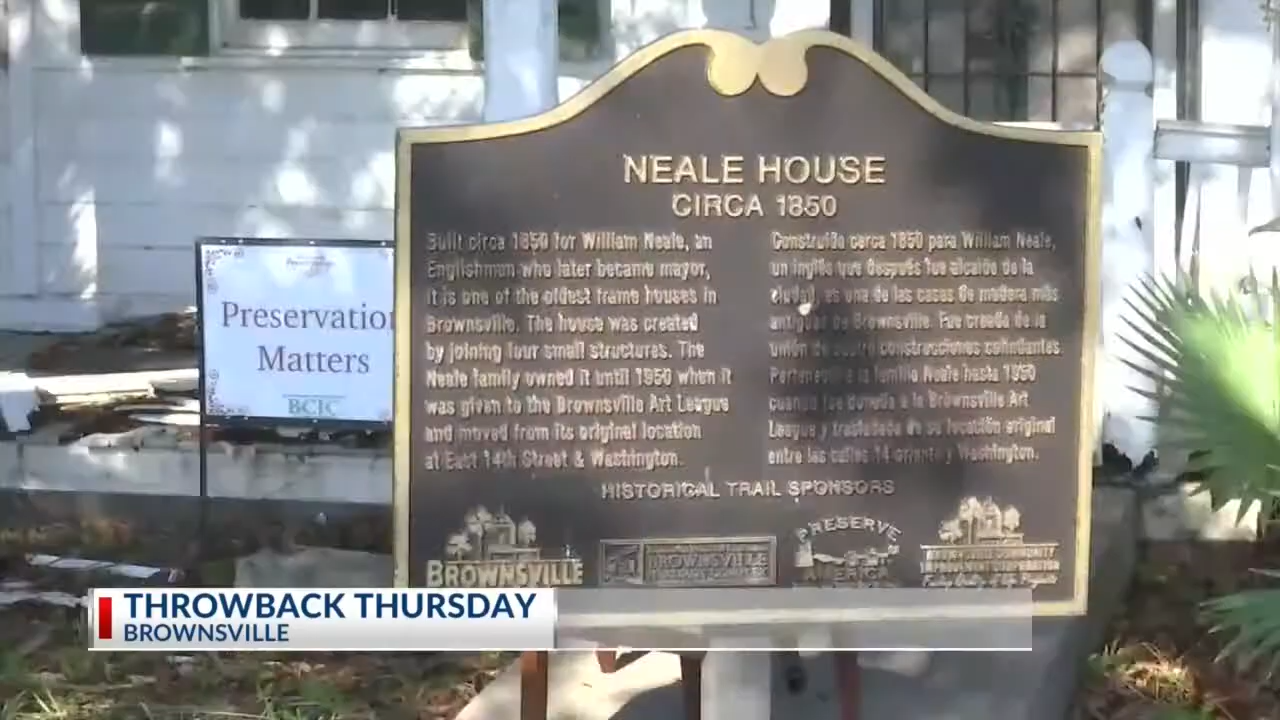 NEALE HOUSE
CIRCA 1850
Built circa 1850 for William Neale, an
Englishman who later became mayor,
it is one of the oldest frame houses in
Brownsville. The house was created
by joining four small structures. The
Neale family owned it until 1950 when it
was given to the Brownsville Art League
and moved from its original location
at East 14th Street & Washington.
Construida cerca 1850 para William Neale,
un inglés que después fue alcalde de la
ciudad, es una de las casas de madera más
antiguas de Brownsville. Fue creada de la
unión de cuatro construcciones colindantes
Perteneció a la familia Neale hasta 1950
cuando fue donada a la Brownsville Art
League y trasladada de su locatión original
entre las calles 14 oriente y Washington.
HISTORICAL TRAIL SPONSORS
BROWNSVILLE
BROWNSVILLE
PRESERVE
AMERICA
Preservation
Matters
BCIC
THROWBACK THURSDAY
BROWNSVILLE